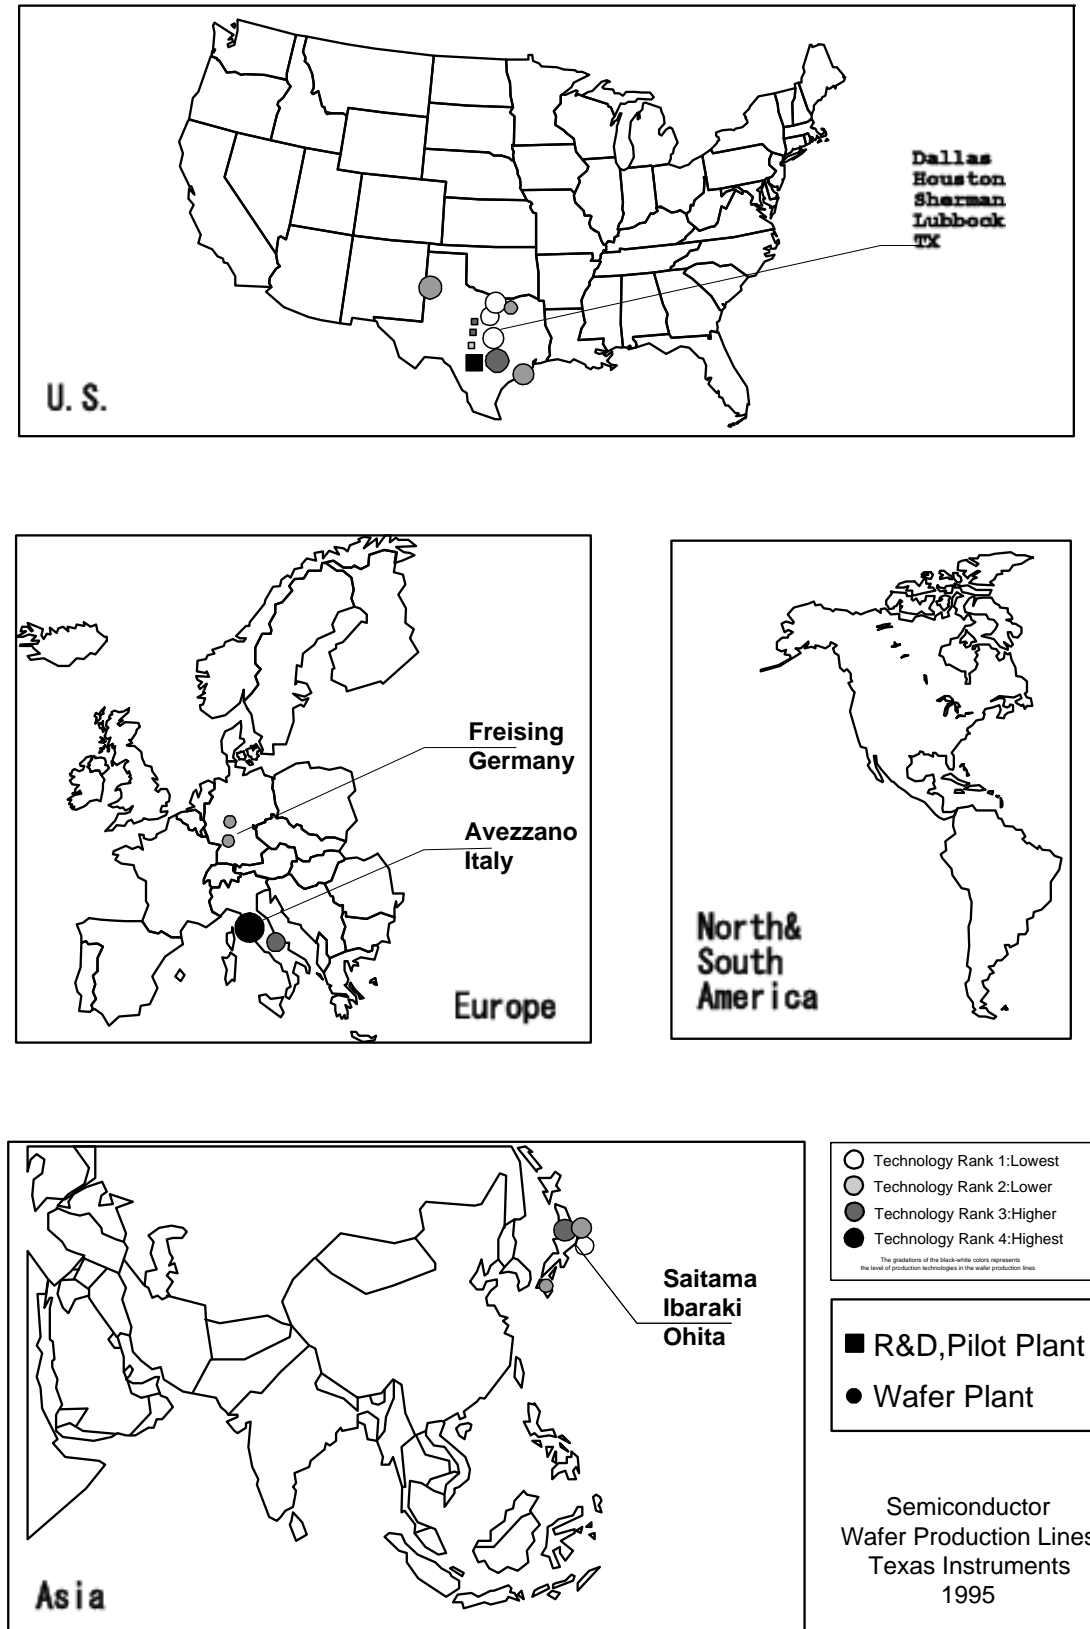 Dallas
Houston
Sherman
Lubbock
TX
U. S.
Freising
Germany
Avezzano
Italy
Europe
North&
South
America
Saitama
Ibaraki
Ohita
Asia
Technology Rank 1:Lowest
Technology Rank 2:Lower
Technology Rank 3:Higher
Technology Rank 4:Highest
The gradations of the black-white colors represents
the level of production technologies in the wafer production lines
R&D,Pilot Plant
Wafer Plant
Semiconductor
Wafer Production Lines
Texas Instruments
1995